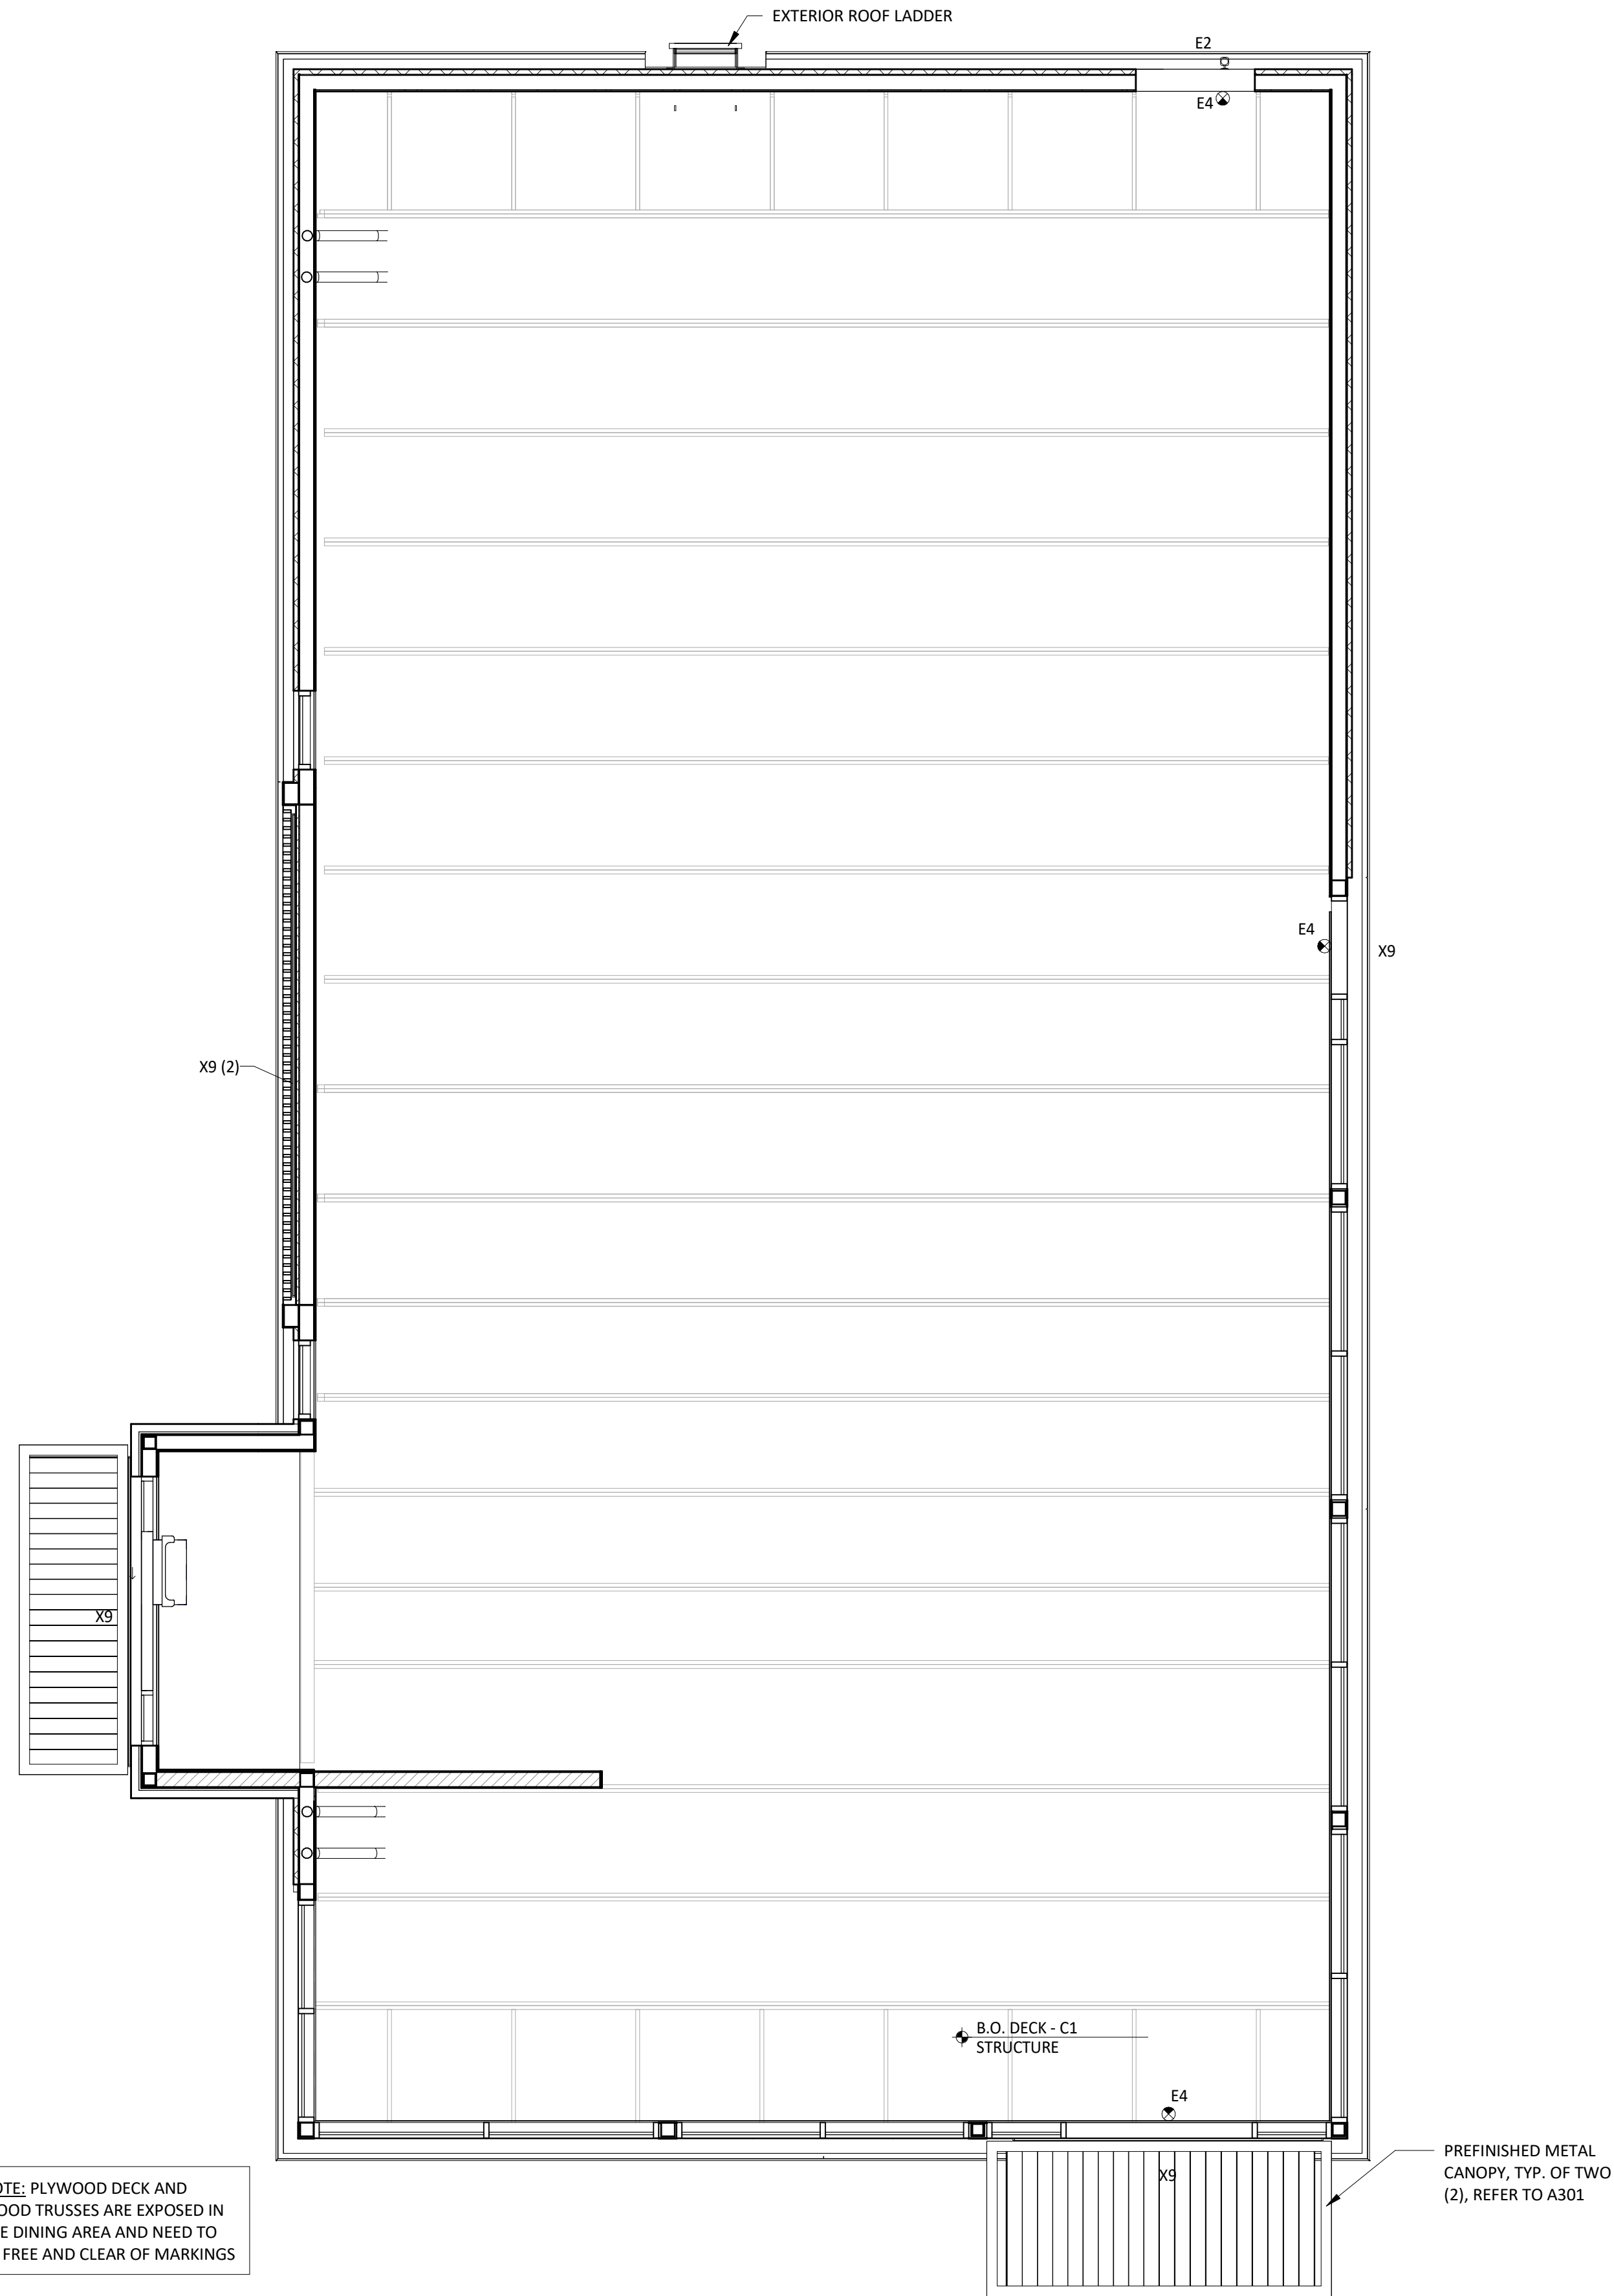 EXTERIOR ROOF LADDER
E2
E4
E4
X9
X9 (2)
X9
B.O. DECK - C1
STRUCTURE
E4
X9
PREFINISHED METAL
CANOPY, TYP. OF TWO
(2), REFER TO A301
OTE: PLYWOOD DECK AND
OOD TRUSSES ARE EXPOSED IN
E DINING AREA AND NEED TO
FREE AND CLEAR OF MARKINGS